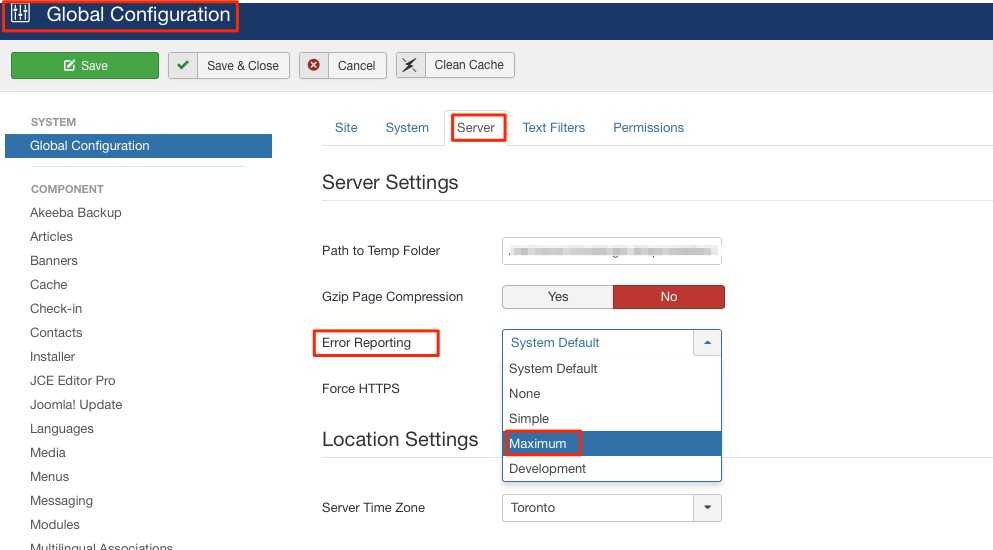 Global Configuration
Save
Save & Close
Cancel
Clean Cache
SYSTEM
Global Configuration
COMPONENT
Akeeba Backup
Articles
Banners
Cache
Check-in
Contacts
Installer
JCE Editor Pro
Joomla! Update
Languages
Media
Menus
Messaging
Modules
Multilingual Associations
Site
System
Server
Text Filters
Permissions
Server Settings
Path to Temp Folder
Gzip Page Compression
Yes
No
Error Reporting
System Default
System Default
None
Simple
Maximum
Development
Force HTTPS
Location Settings
Server Time Zone
Toronto